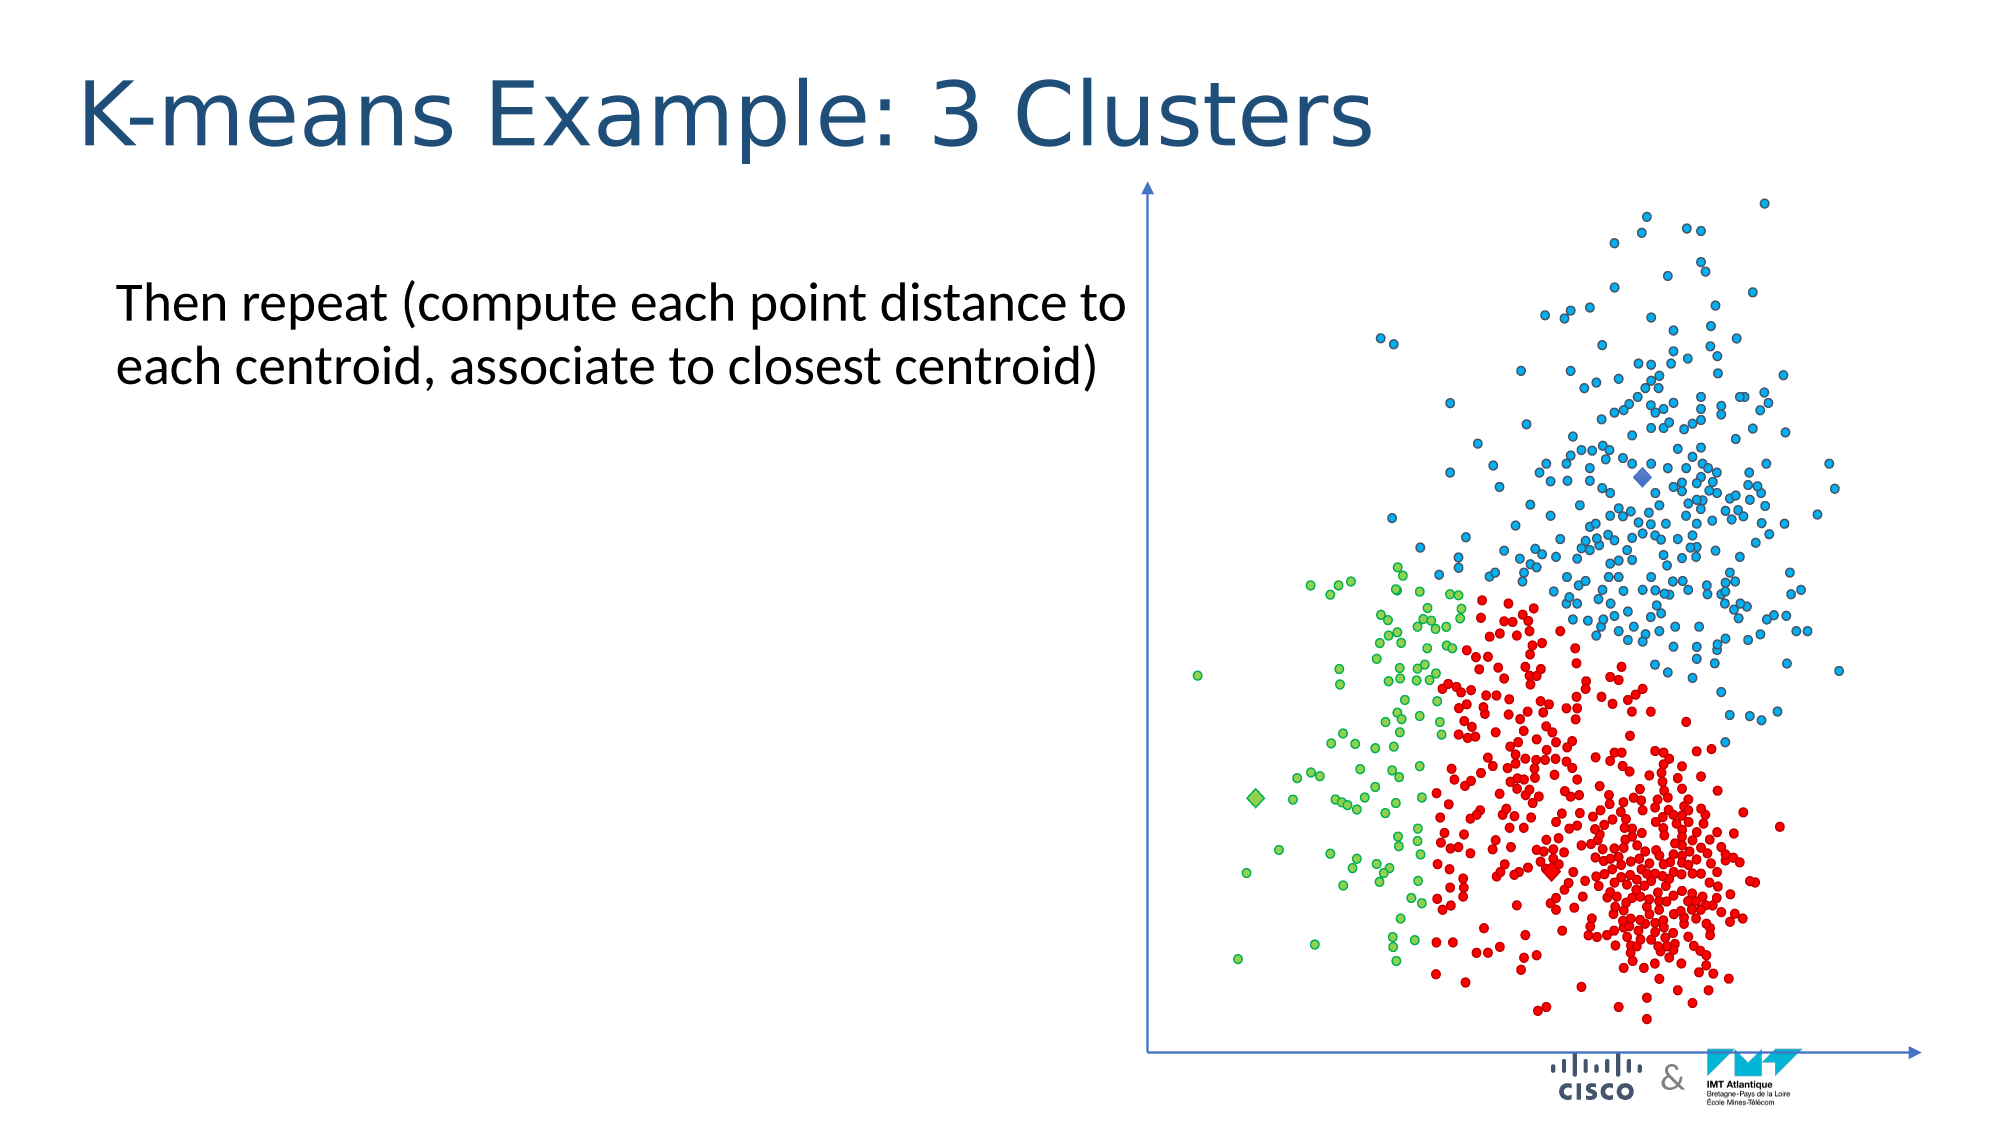 K-means Example: 3 Clusters
Then repeat (compute each point distance to
each centroid, associate to closest centroid)
CISCO
&
IMT Atlantique
Bretagne-Pays de la Loire
École Mines-Télécom